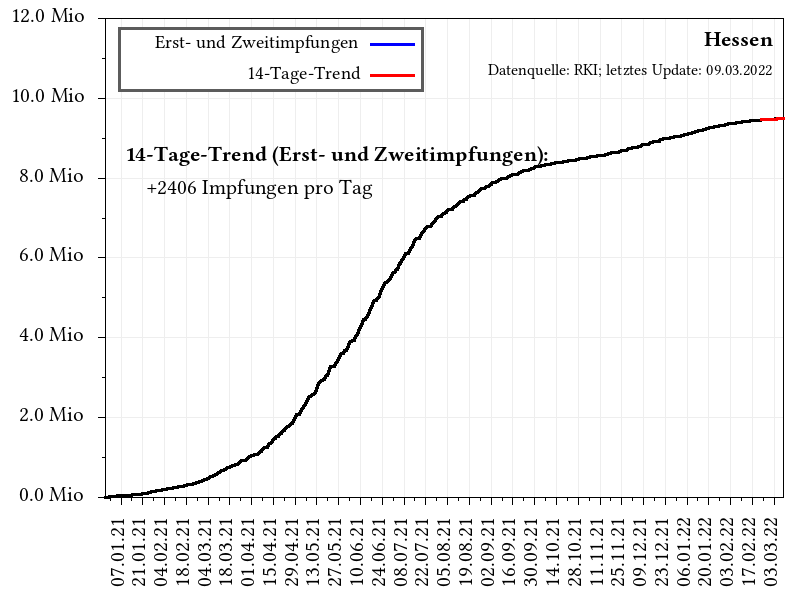 12.0 Mio
10.0 Mio
8.0 Mio
6.0 Mio
4.0 Mio
2.0 Mio
0.0 Mio
Erst- und Zweitimpfungen
14-Tage-Trend
Hessen
Datenquelle: RKI; letztes Update: 09.03.2022
14-Tage-Trend (Erst- und Zweitimpfungen):
+2406 Impfungen pro Tag
07.01.21
21.01.21
04.02.21
18.02.21
04.03.21
18.03.21
01.04.21
15.04.21
29.04.21
13.05.21
27.05.21
10.06.21
24.06.21
08.07.21
22.07.21
05.08.21
19.08.21
02.09.21
16.09.21
30.09.21
14.10.21
28.10.21
11.11.21
25.11.21
09.12.21
23.12.21
06.01.22
20.01.22
03.02.22
17.02.22
03.03.22